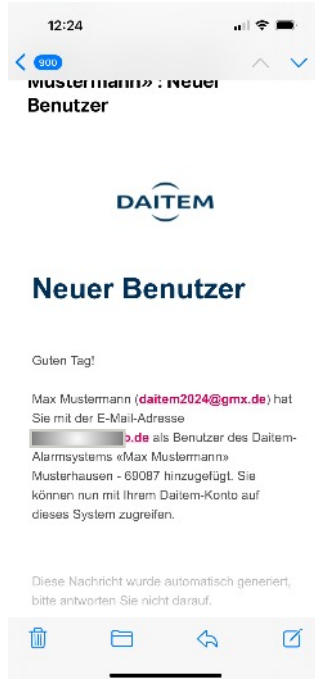 12:24
900
Mustermann» : Neuer
Benutzer
DAITEM
Neuer Benutzer
Guten Tag!
Max Mustermann (daitem2024@gmx.de) hat
Sie mit der E-Mail-Adresse
b.de als Benutzer des Daitem-
Alarmsystems «Max Mustermann»
Musterhausen - 69087 hinzugefügt. Sie
können nun mit Ihrem Daitem-Konto auf
dieses System zugreifen.
Diese Nachricht wurde automatisch generiert,
bitte antworten Sie nicht darauf.